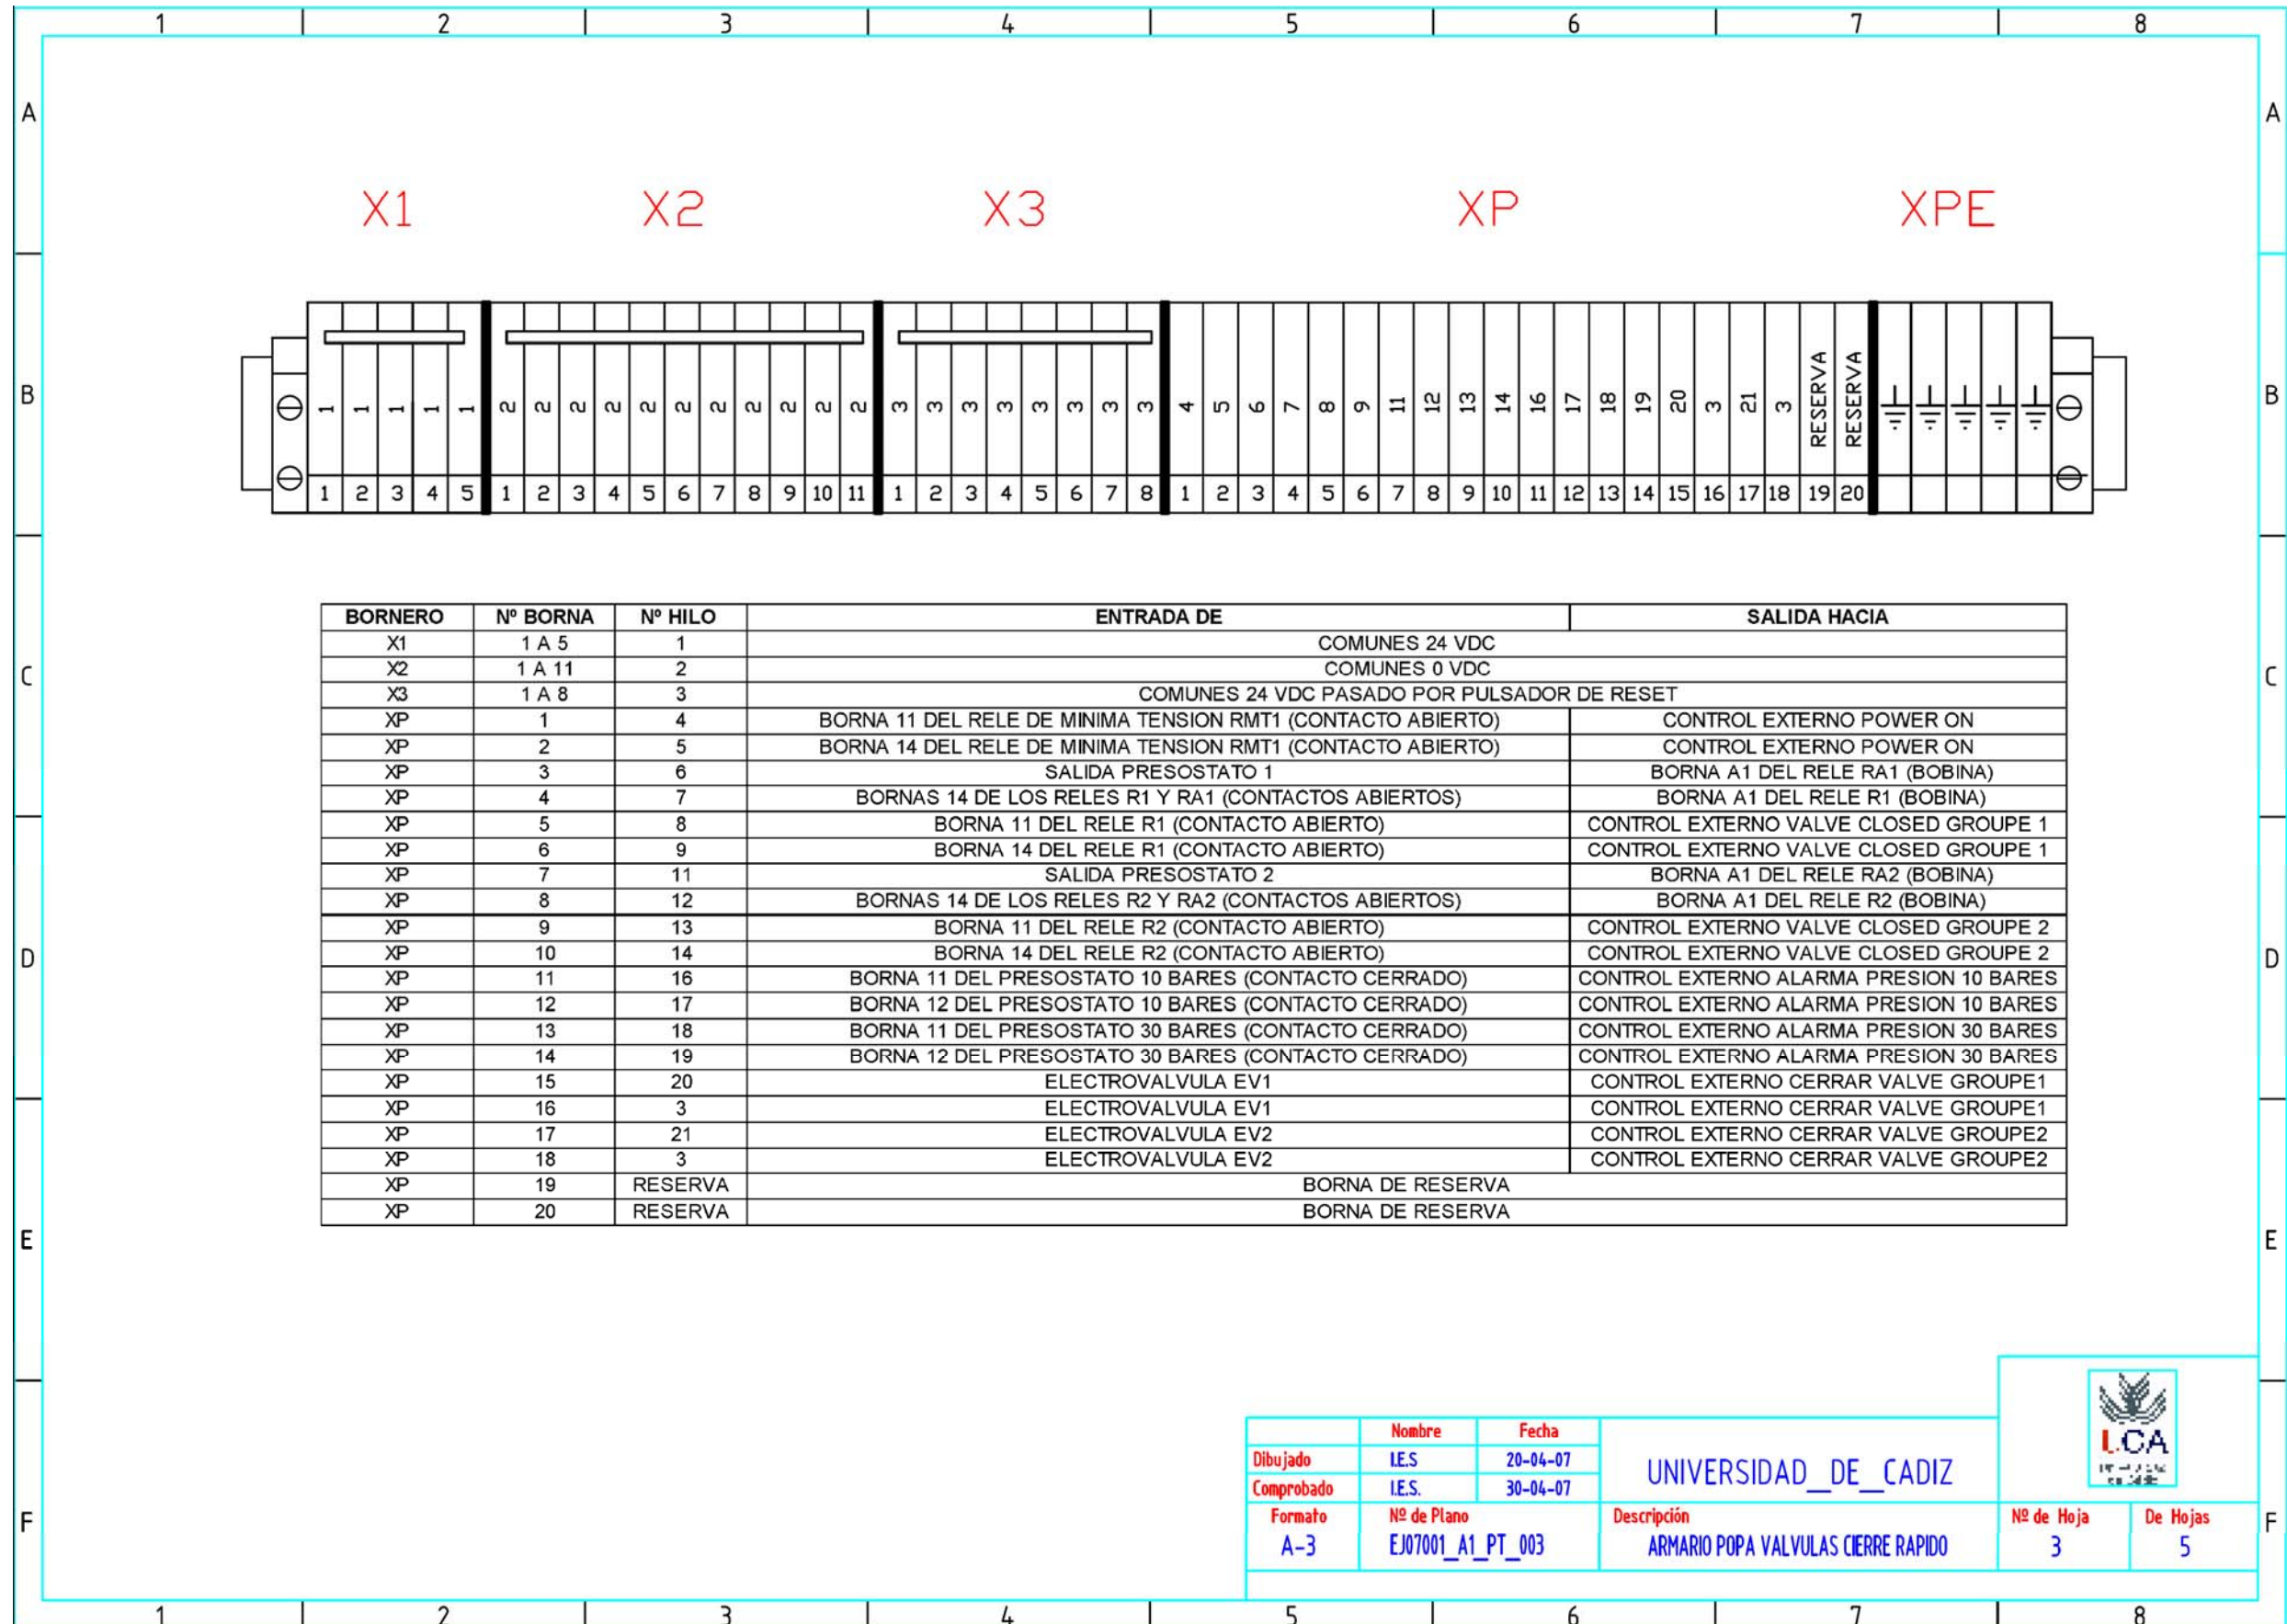 1 2 3 4 5 6 7 8
A A
X1 X2 X3 XP XPE
B B
1 1 1 1 1 2 2 2 2 2 2 2 2 2 2 2 3 3 3 3 3 3 3 3 4 5 6 7 8 9 11 12 13 14 16 17 18 19 20 3 21 3 RESERVA RESERVA
1 2 3 4 5 1 2 3 4 5 6 7 8 9 10 11 1 2 3 4 5 6 7 8 1 2 3 4 5 6 7 8 9 10 11 12 13 14 15 16 17 18 19 20
BORNERO Nº BORNA Nº HILO ENTRADA DE SALIDA HACIA
X1 1 A 5 1 COMUNES 24 VDC
X2 1 A 11 2 COMUNES 0 VDC
C C
X3 1 A 8 3 COMUNES 24 VDC PASADO POR PULSADOR DE RESET
XP 1 4 BORNA 11 DEL RELE DE MINIMA TENSION RMT1 (CONTACTO ABIERTO) CONTROL EXTERNO POWER ON
XP 2 5 BORNA 14 DEL RELE DE MINIMA TENSION RMT1 (CONTACTO ABIERTO) CONTROL EXTERNO POWER ON
XP 3 6 SALIDA PRESOSTATO 1 BORNA A1 DEL RELE RA1 (BOBINA)
XP 4 7 BORNAS 14 DE LOS RELES R1 Y RA1 (CONTACTOS ABIERTOS) BORNA A1 DEL RELE R1 (BOBINA)
XP 5 8 BORNA 11 DEL RELE R1 (CONTACTO ABIERTO) CONTROL EXTERNO VALVE CLOSED GROUPE 1
XP 6 9 BORNA 14 DEL RELE R1 (CONTACTO ABIERTO) CONTROL EXTERNO VALVE CLOSED GROUPE 1
XP 7 11 SALIDA PRESOSTATO 2 BORNA A1 DEL RELE RA2 (BOBINA)
XP 8 12 BORNAS 14 DE LOS RELES R2 Y RA2 (CONTACTOS ABIERTOS) BORNA A1 DEL RELE R2 (BOBINA)
XP 9 13 BORNA 11 DEL RELE R2 (CONTACTO ABIERTO) CONTROL EXTERNO VALVE CLOSED GROUPE 2
XP 10 14 BORNA 14 DEL RELE R2 (CONTACTO ABIERTO) CONTROL EXTERNO VALVE CLOSED GROUPE 2
D D
XP 11 16 BORNA 11 DEL PRESOSTATO 10 BARES (CONTACTO CERRADO) CONTROL EXTERNO ALARMA PRESION 10 BARES
XP 12 17 BORNA 12 DEL PRESOSTATO 10 BARES (CONTACTO CERRADO) CONTROL EXTERNO ALARMA PRESION 10 BARES
XP 13 18 BORNA 11 DEL PRESOSTATO 30 BARES (CONTACTO CERRADO) CONTROL EXTERNO ALARMA PRESION 30 BARES
XP 14 19 BORNA 12 DEL PRESOSTATO 30 BARES (CONTACTO CERRADO) CONTROL EXTERNO ALARMA PRESION 30 BARES
XP 15 20 ELECTROVALVULA EV1 CONTROL EXTERNO CERRAR VALVE GROUPE1
XP 16 3 ELECTROVALVULA EV1 CONTROL EXTERNO CERRAR VALVE GROUPE1
XP 17 21 ELECTROVALVULA EV2 CONTROL EXTERNO CERRAR VALVE GROUPE2
XP 18 3 ELECTROVALVULA EV2 CONTROL EXTERNO CERRAR VALVE GROUPE2
XP 19 RESERVA BORNA DE RESERVA
XP 20 RESERVA BORNA DE RESERVA
E E
Nombre Fecha
Dibujado I.E.S 20-04-07
Comprobado I.E.S. 30-04-07
UNIVERSIDAD_DE_CADIZ
UCA
Formato Nº de Plano Descripción Nº de Hoja De Hojas
A-3 EJ07001_A1_PT_003 ARMARIO POPA VALVULAS CIERRE RAPIDO 3 5
F F
1 2 3 4 5 6 7 8